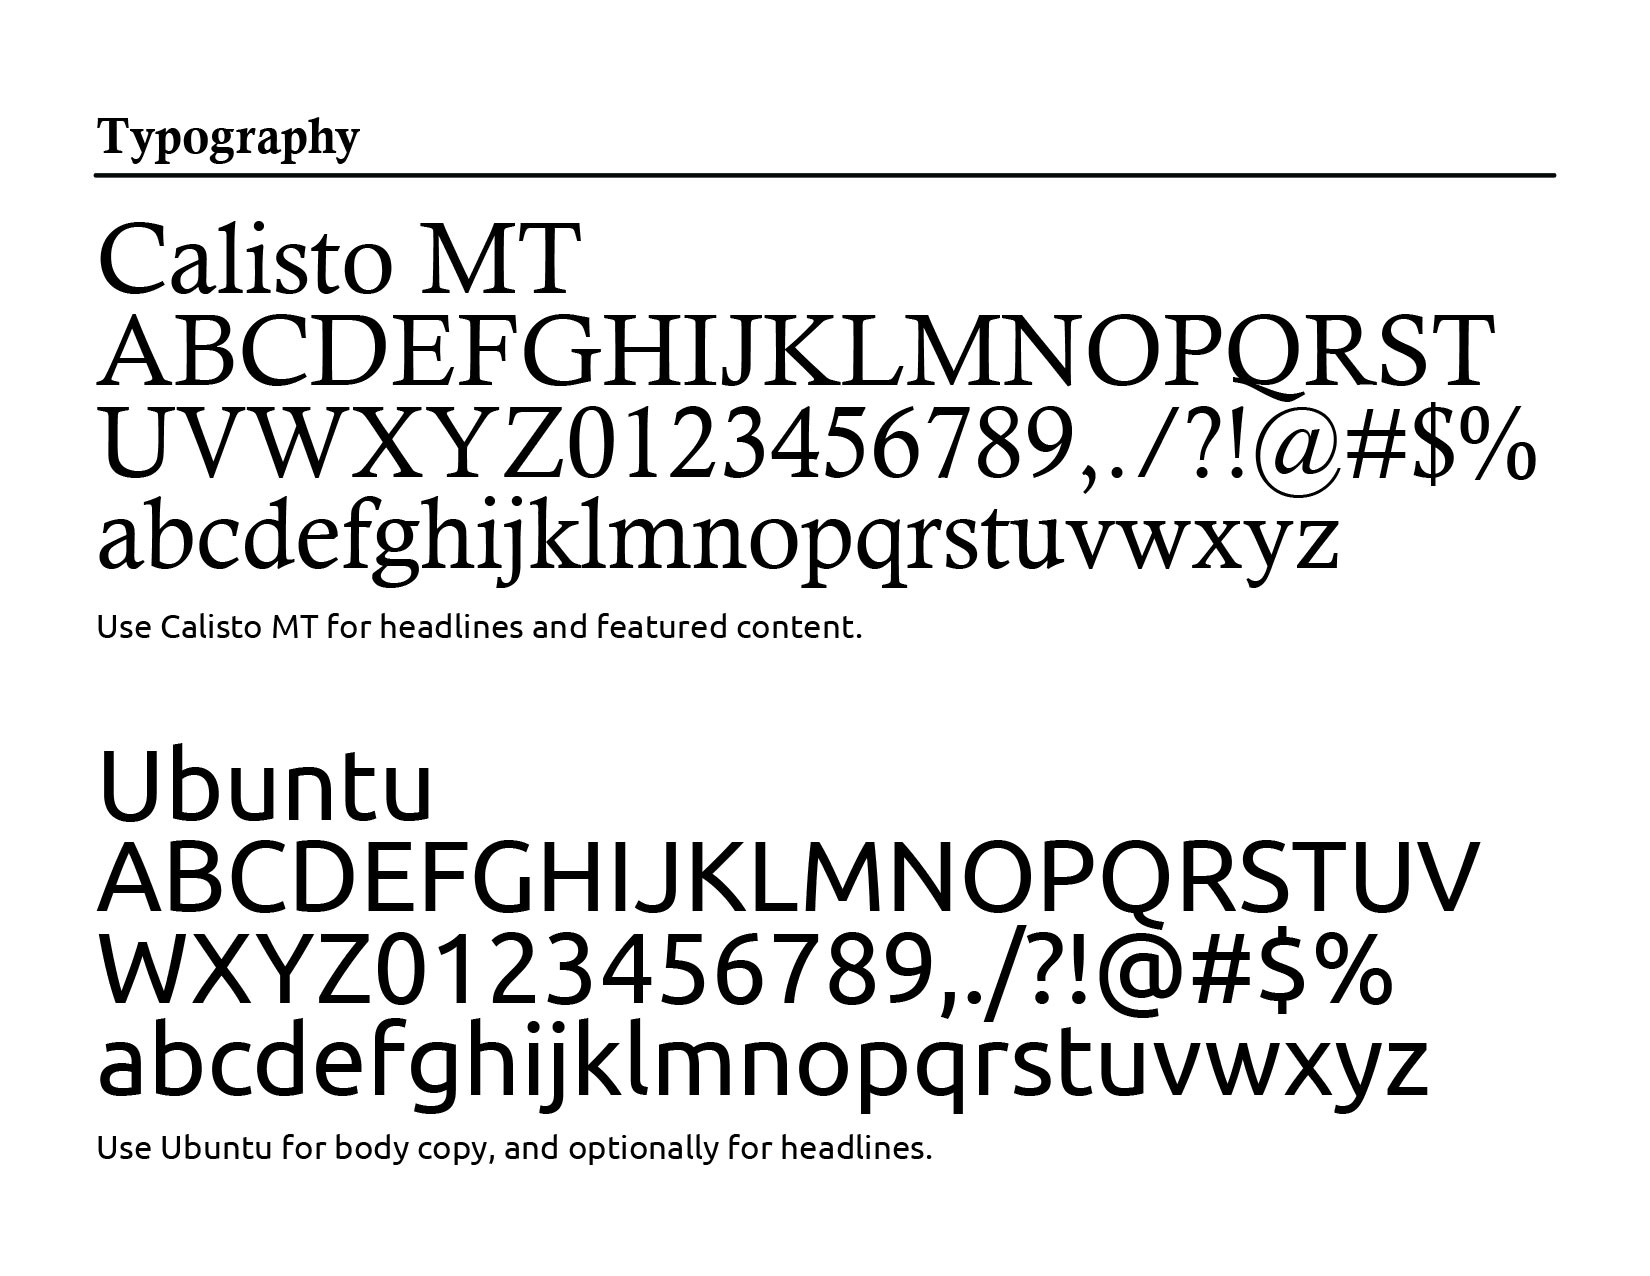 Typography
Calisto MT
ABCDEFGHIJKLMNOPQRST
UVWXYZ0123456789,./?!@#$%
abcdefghijklmnopqrstuvwxyz
Use Calisto MT for headlines and featured content.
Ubuntu
ABCDEFGHIJKLMNOPQRSTUV
WXYZ0123456789,./?!@#$%
abcdefghijklmnopqrstuvwxyz
Use Ubuntu for body copy, and optionally for headlines.